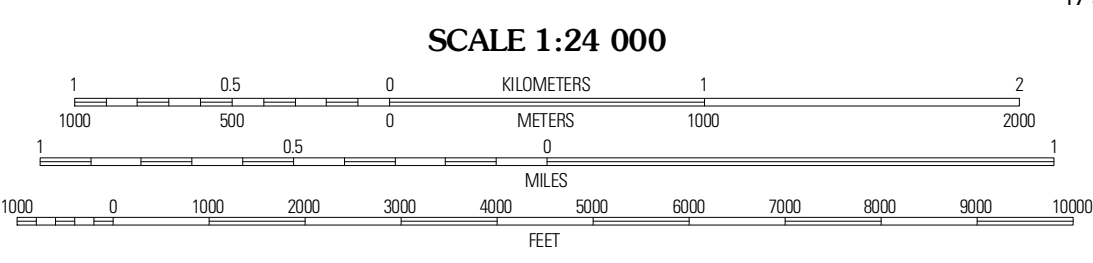 SCALE 1:24 000
1 0.5 0 KILOMETERS 1 2
1000 500 0 METERS 1000 2000
1 0.5 0 1
MILES
1000 0 1000 2000 3000 4000 5000 6000 7000 8000 9000 10000
FEET